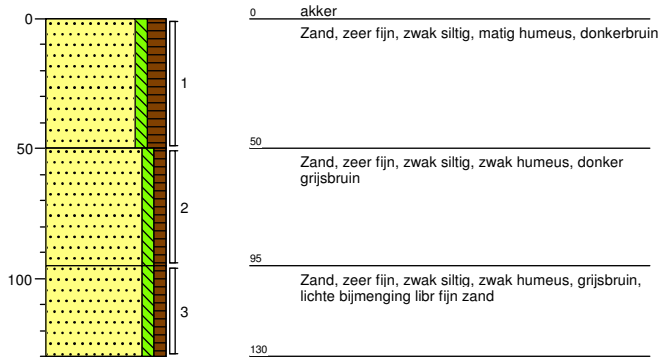 0
50
100
1
2
3
0
akker
Zand, zeer fijn, zwak siltig, matig humeus, donkerbruin
50
Zand, zeer fijn, zwak siltig, zwak humeus, donker
grijsbruin
95
Zand, zeer fijn, zwak siltig, zwak humeus, grijsbruin,
lichte bijmenging libr fijn zand
130